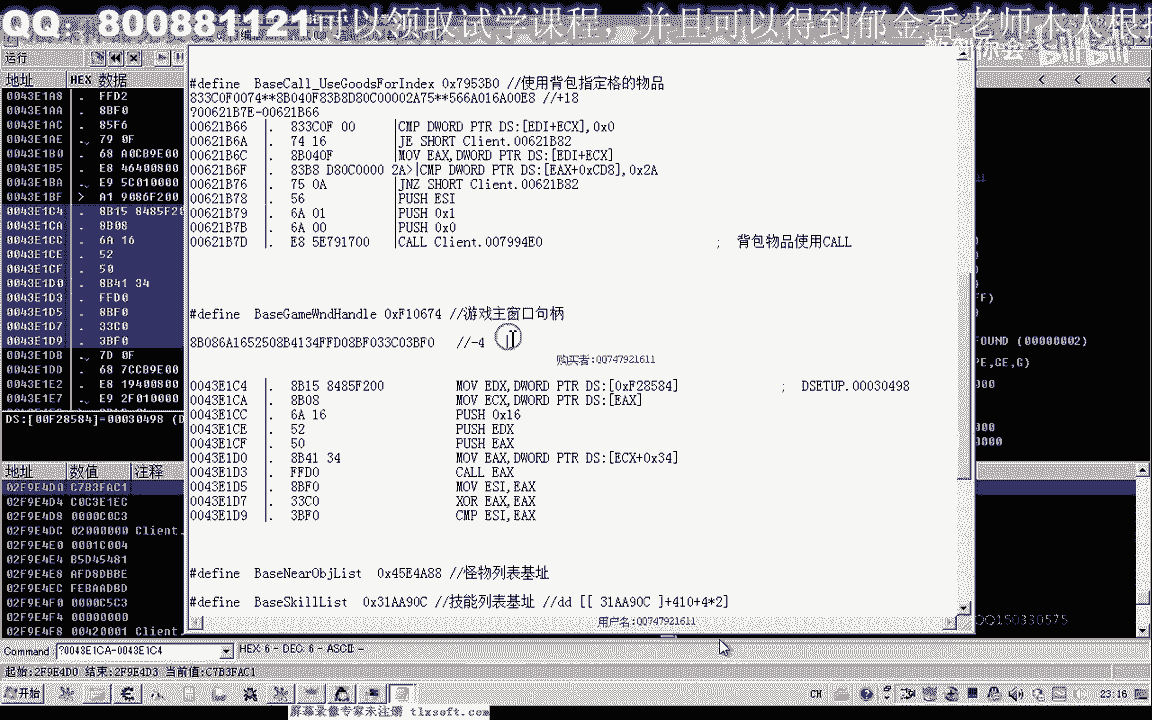 QQ：800881121可以领取试学课程，并且可以得到郁金香老师本人根据
bilibili
运行
地址 HEX 数据
0043E1A8 . FFD2
0043E1AA . 8BF0
0043E1AC . 85F6
0043E1AE ., 79 0F
0043E1B0 . 68 A0CB9E00
0043E1B5 . E8 46400800
0043E1BA ., E9 5C010000
0043E1BF > A1 9086F200
0043E1C4 . 8B15 8485F20
0043E1CA . 8B08
0043E1CC . 6A 16
0043E1CE . 52
0043E1CF . 50
0043E1D0 . 8B41 34
0043E1D3 . FFD0
0043E1D5 . 8BF0
0043E1D7 . 33C0
0043E1D9 . 3BF0
0043E1DB ., 7D 0F
0043E1DD . 68 7CCB9E00
0043E1E2 . E8 19400800
0043E1E7 ., E9 2F010000
DS:[00F28584]=00030498 (D
#define BaseCall_UseGoodsForIndex 0x7953B0 //使用背包指定格的物品
833C0F0074**8B040F83B8D80C00002A75**566A016A00E8 //+18
?00621B7E-00621B66
00621B66 |. 833C0F 00 |CMP DWORD PTR DS:[EDI+ECX],0x0
00621B6A |. 74 16 |JE SHORT Client.00621B82
00621B6C |. 8B040F |MOV EAX,DWORD PTR DS:[EDI+ECX]
00621B6F |. 83B8 D80C0000 2A>|CMP DWORD PTR DS:[EAX+0xCD8],0x2A
00621B76 |. 75 0A |JNZ SHORT Client.00621B82
00621B78 |. 56 |PUSH ESI
00621B79 |. 6A 01 |PUSH 0x1
00621B7B |. 6A 00 |PUSH 0x0
00621B7D |. E8 5E791700 |CALL Client.007994E0 ; 背包物品使用CALL
#define BaseGameWndHandle 0xF10674 //游戏主窗口句柄
8B086A1652508B4134FFD08BF033C03BF0 //-4
购买者:00747921611
0043E1C4 |. 8B15 8485F200 MOV EDX,DWORD PTR DS:[0xF28584] ; DSETUP.00030498
0043E1CA |. 8B08 MOV ECX,DWORD PTR DS:[EAX]
0043E1CC |. 6A 16 PUSH 0x16
0043E1CE |. 52 PUSH EDX
0043E1CF |. 50 PUSH EAX
0043E1D0 |. 8B41 34 MOV EAX,DWORD PTR DS:[ECX+0x34]
0043E1D3 |. FFD0 CALL EAX
0043E1D5 |. 8BF0 MOV ESI,EAX
0043E1D7 |. 33C0 XOR EAX,EAX
0043E1D9 |. 3BF0 CMP ESI,EAX
#define BaseNearObjList 0x45E4A88 //怪物列表基址
#define BaseSkillList 0x31AA90C //技能列表基址 //dd [[ 31AA90C ]+410+4*2]
用户名:00747921611
FF)
OUND (00000002)
PE,GE,G)
地址 数值 注释
02F9E4D0 C7B3FAC1
02F9E4D4 C0C3E1EC
02F9E4D8 0000C0C3
02F9E4DC 02000000 Client.
02F9E4E0 0001C004
02F9E4E4 B5D45481
02F9E4E8 AFD8DBBE
02F9E4EC FEBAADBD
02F9E4F0 0000C5C3
02F9E4F4 00000000
02F9E4F8 00420001 Client.
QQ150330575
Command ?0043E1CA-0043E1C4 HEX: 6 - DEC: 6 - ASCII: -
起始:2F9E4D0 结束:2F9E4D3 当前值:C7B3FAC1
开始 CH 23:16
屏幕录像专家未注册 tlxsoft.com